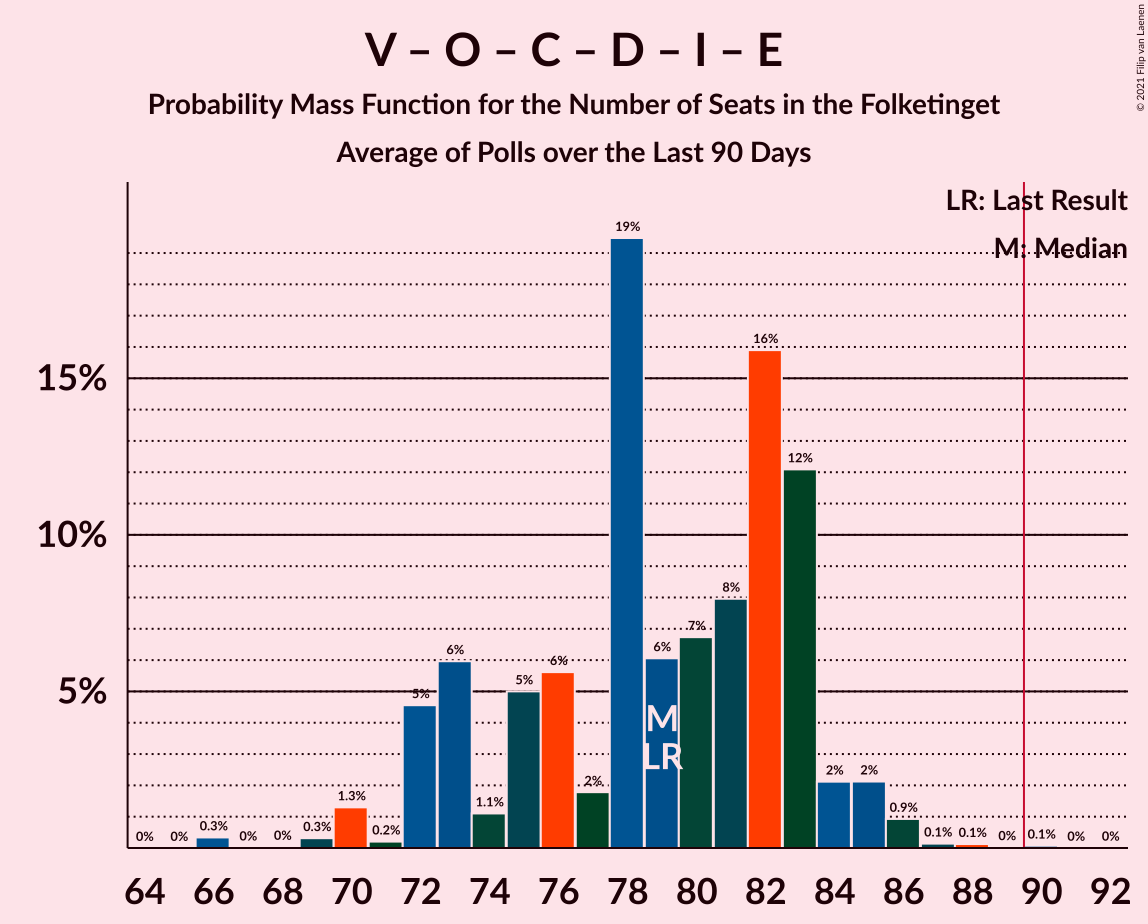 V – O – C – D – I – E
Probability Mass Function for the Number of Seats in the Folketinget
Average of Polls over the Last 90 Days
© 2021 Filip van Laenen
LR: Last Result
M: Median
15%
10%
5%
0% 0% 0.3% 0% 0% 0.3% 1.3% 0.2% 5% 6% 1.1% 5% 6% 2% 19% 6% 7% 8% 16% 12% 2% 2% 0.9% 0.1% 0.1% 0% 0.1% 0% 0%
M
LR
64 66 68 70 72 74 76 78 80 82 84 86 88 90 92